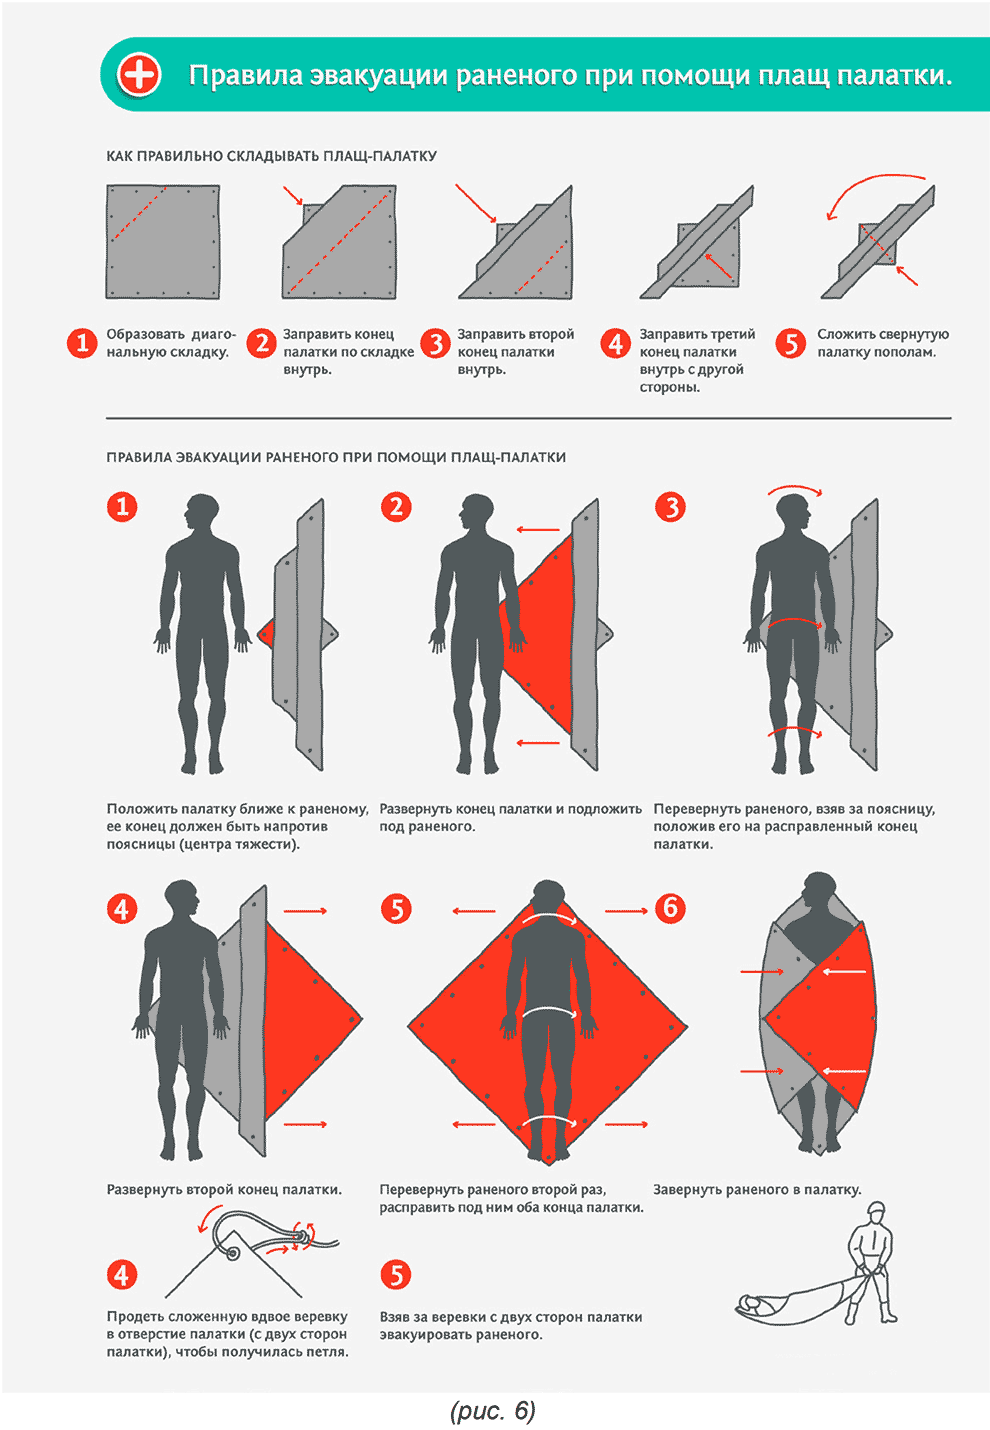 Правила эвакуации раненого при помощи плащ палатки.
КАК ПРАВИЛЬНО СКЛАДЫВАТЬ ПЛАЩ-ПАЛАТКУ
1
Образовать диаго-
нальную складку.
2
Заправить конец
палатки по складке
внутрь.
3
Заправить второй
конец палатки
внутрь.
4
Заправить третий
конец палатки
внутрь с другой
стороны.
5
Сложить свернутую
палатку пополам.
ПРАВИЛА ЭВАКУАЦИИ РАНЕНОГО ПРИ ПОМОЩИ ПЛАЩ-ПАЛАТКИ
1
Положить палатку ближе к раненому,
ее конец должен быть напротив
поясницы (центра тяжести).
2
Развернуть конец палатки и подложить
под раненого.
3
Перевернуть раненого, взяв за поясницу,
положив его на расправленный конец
палатки.
4
Развернуть второй конец палатки.
5
Перевернуть раненого второй раз,
расправить под ним оба конца палатки.
6
Завернуть раненого в палатку.
4
Продеть сложенную вдвое веревку
в отверстие палатки (с двух сторон
палатки), чтобы получилась петля.
5
Взяв за веревки с двух сторон палатки
эвакуировать раненого.
(рис. 6)